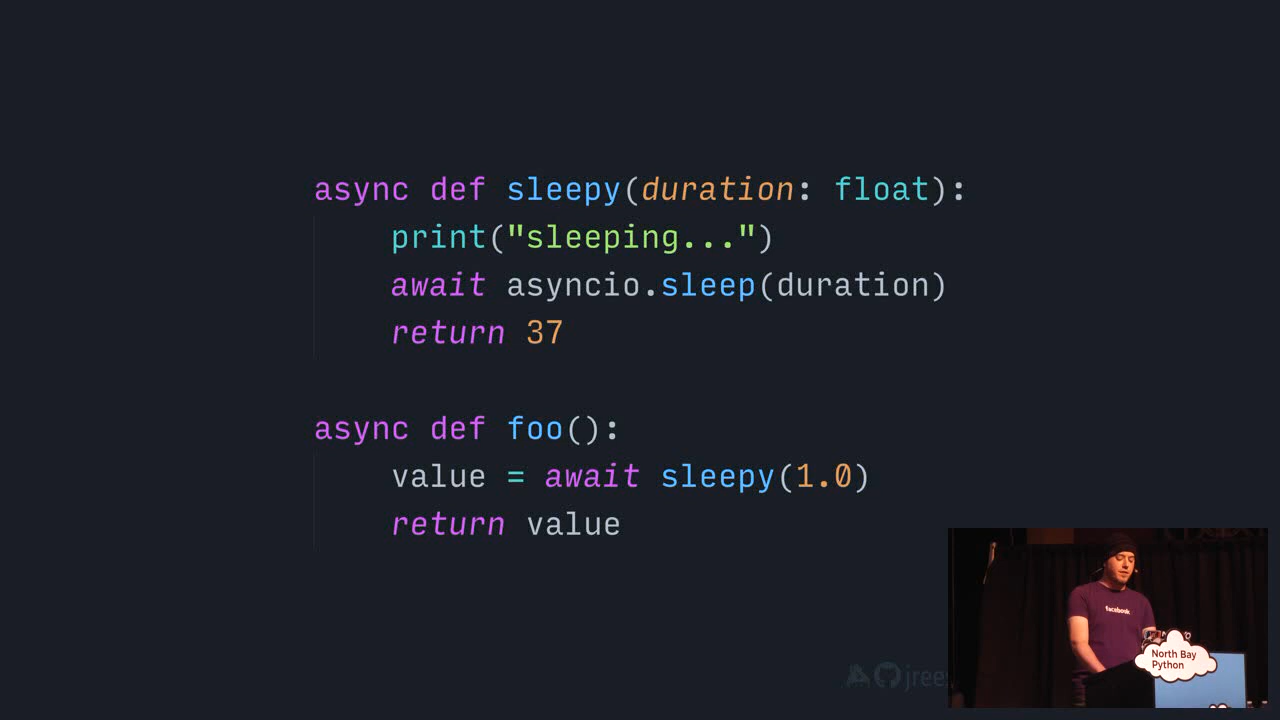 async def sleepy(duration: float):
    print("sleeping...")
    await asyncio.sleep(duration)
    return 37

async def foo():
    value = await sleepy(1.0)
    return value
facebook
North Bay
Python